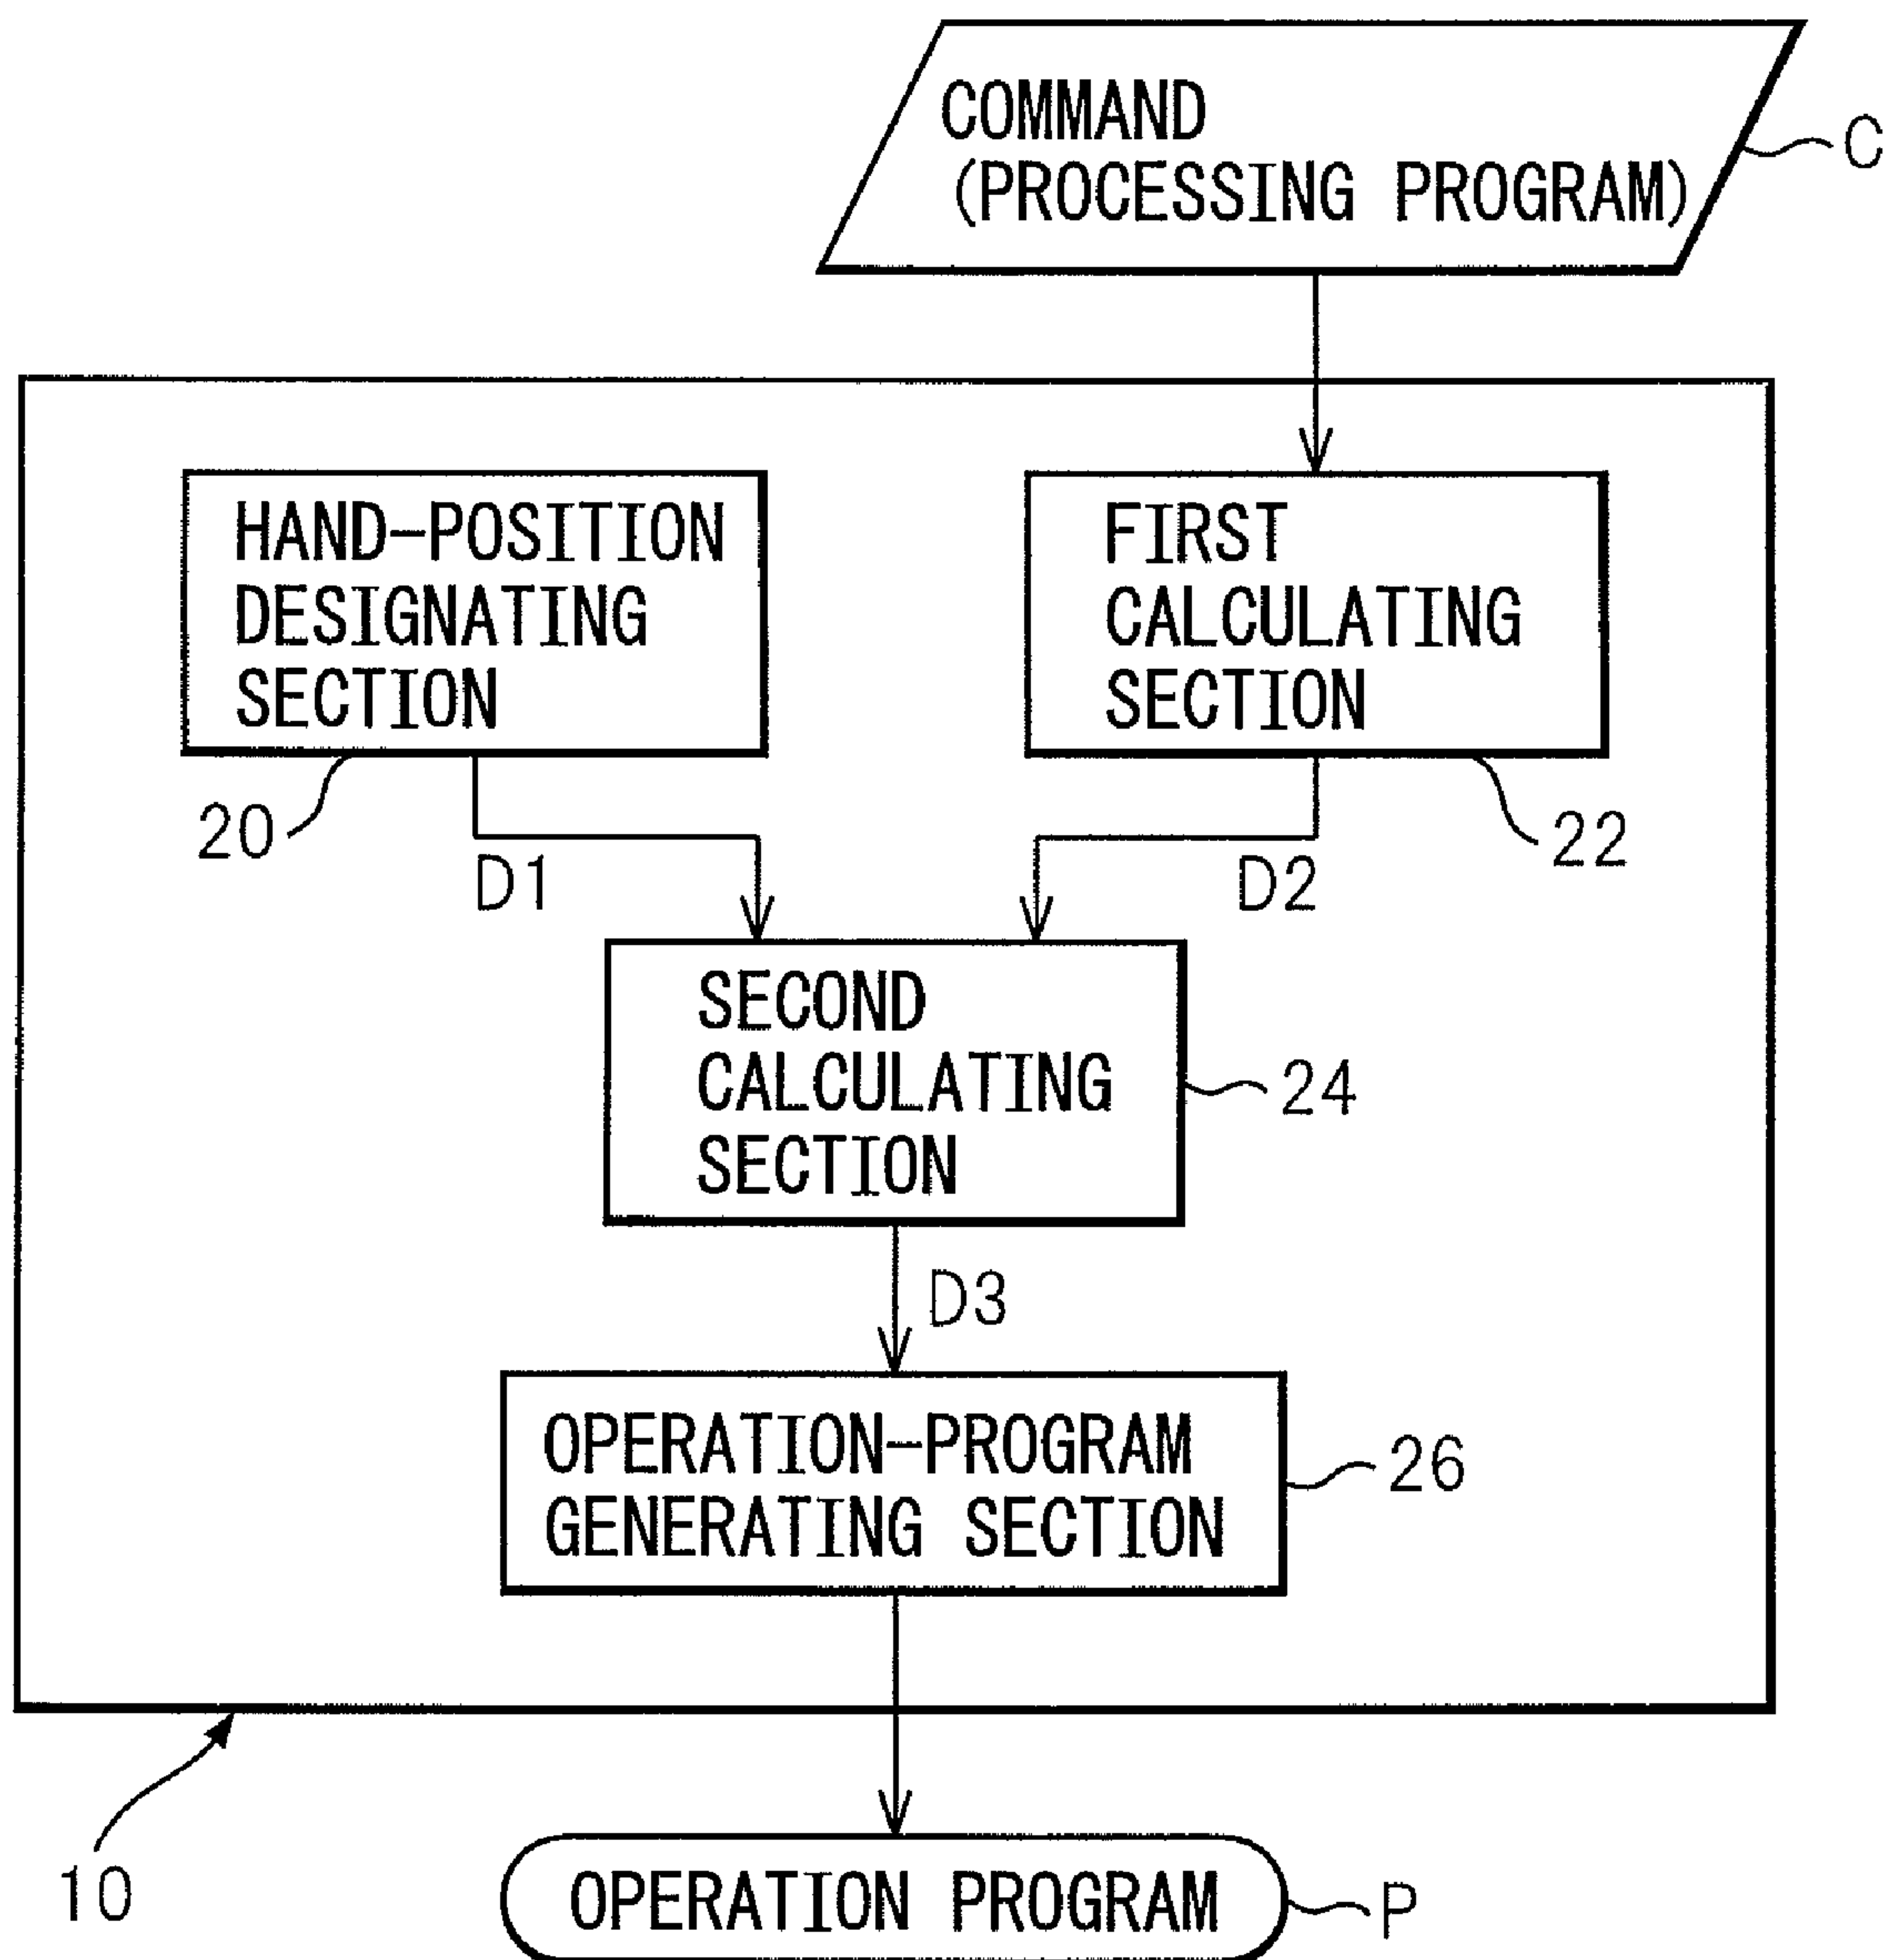 COMMAND
(PROCESSING PROGRAM)
C
HAND-POSITION
DESIGNATING
SECTION
FIRST
CALCULATING
SECTION
20
22
D1
D2
SECOND
CALCULATING
SECTION
24
D3
OPERATION-PROGRAM
GENERATING SECTION
26
10
OPERATION PROGRAM
P